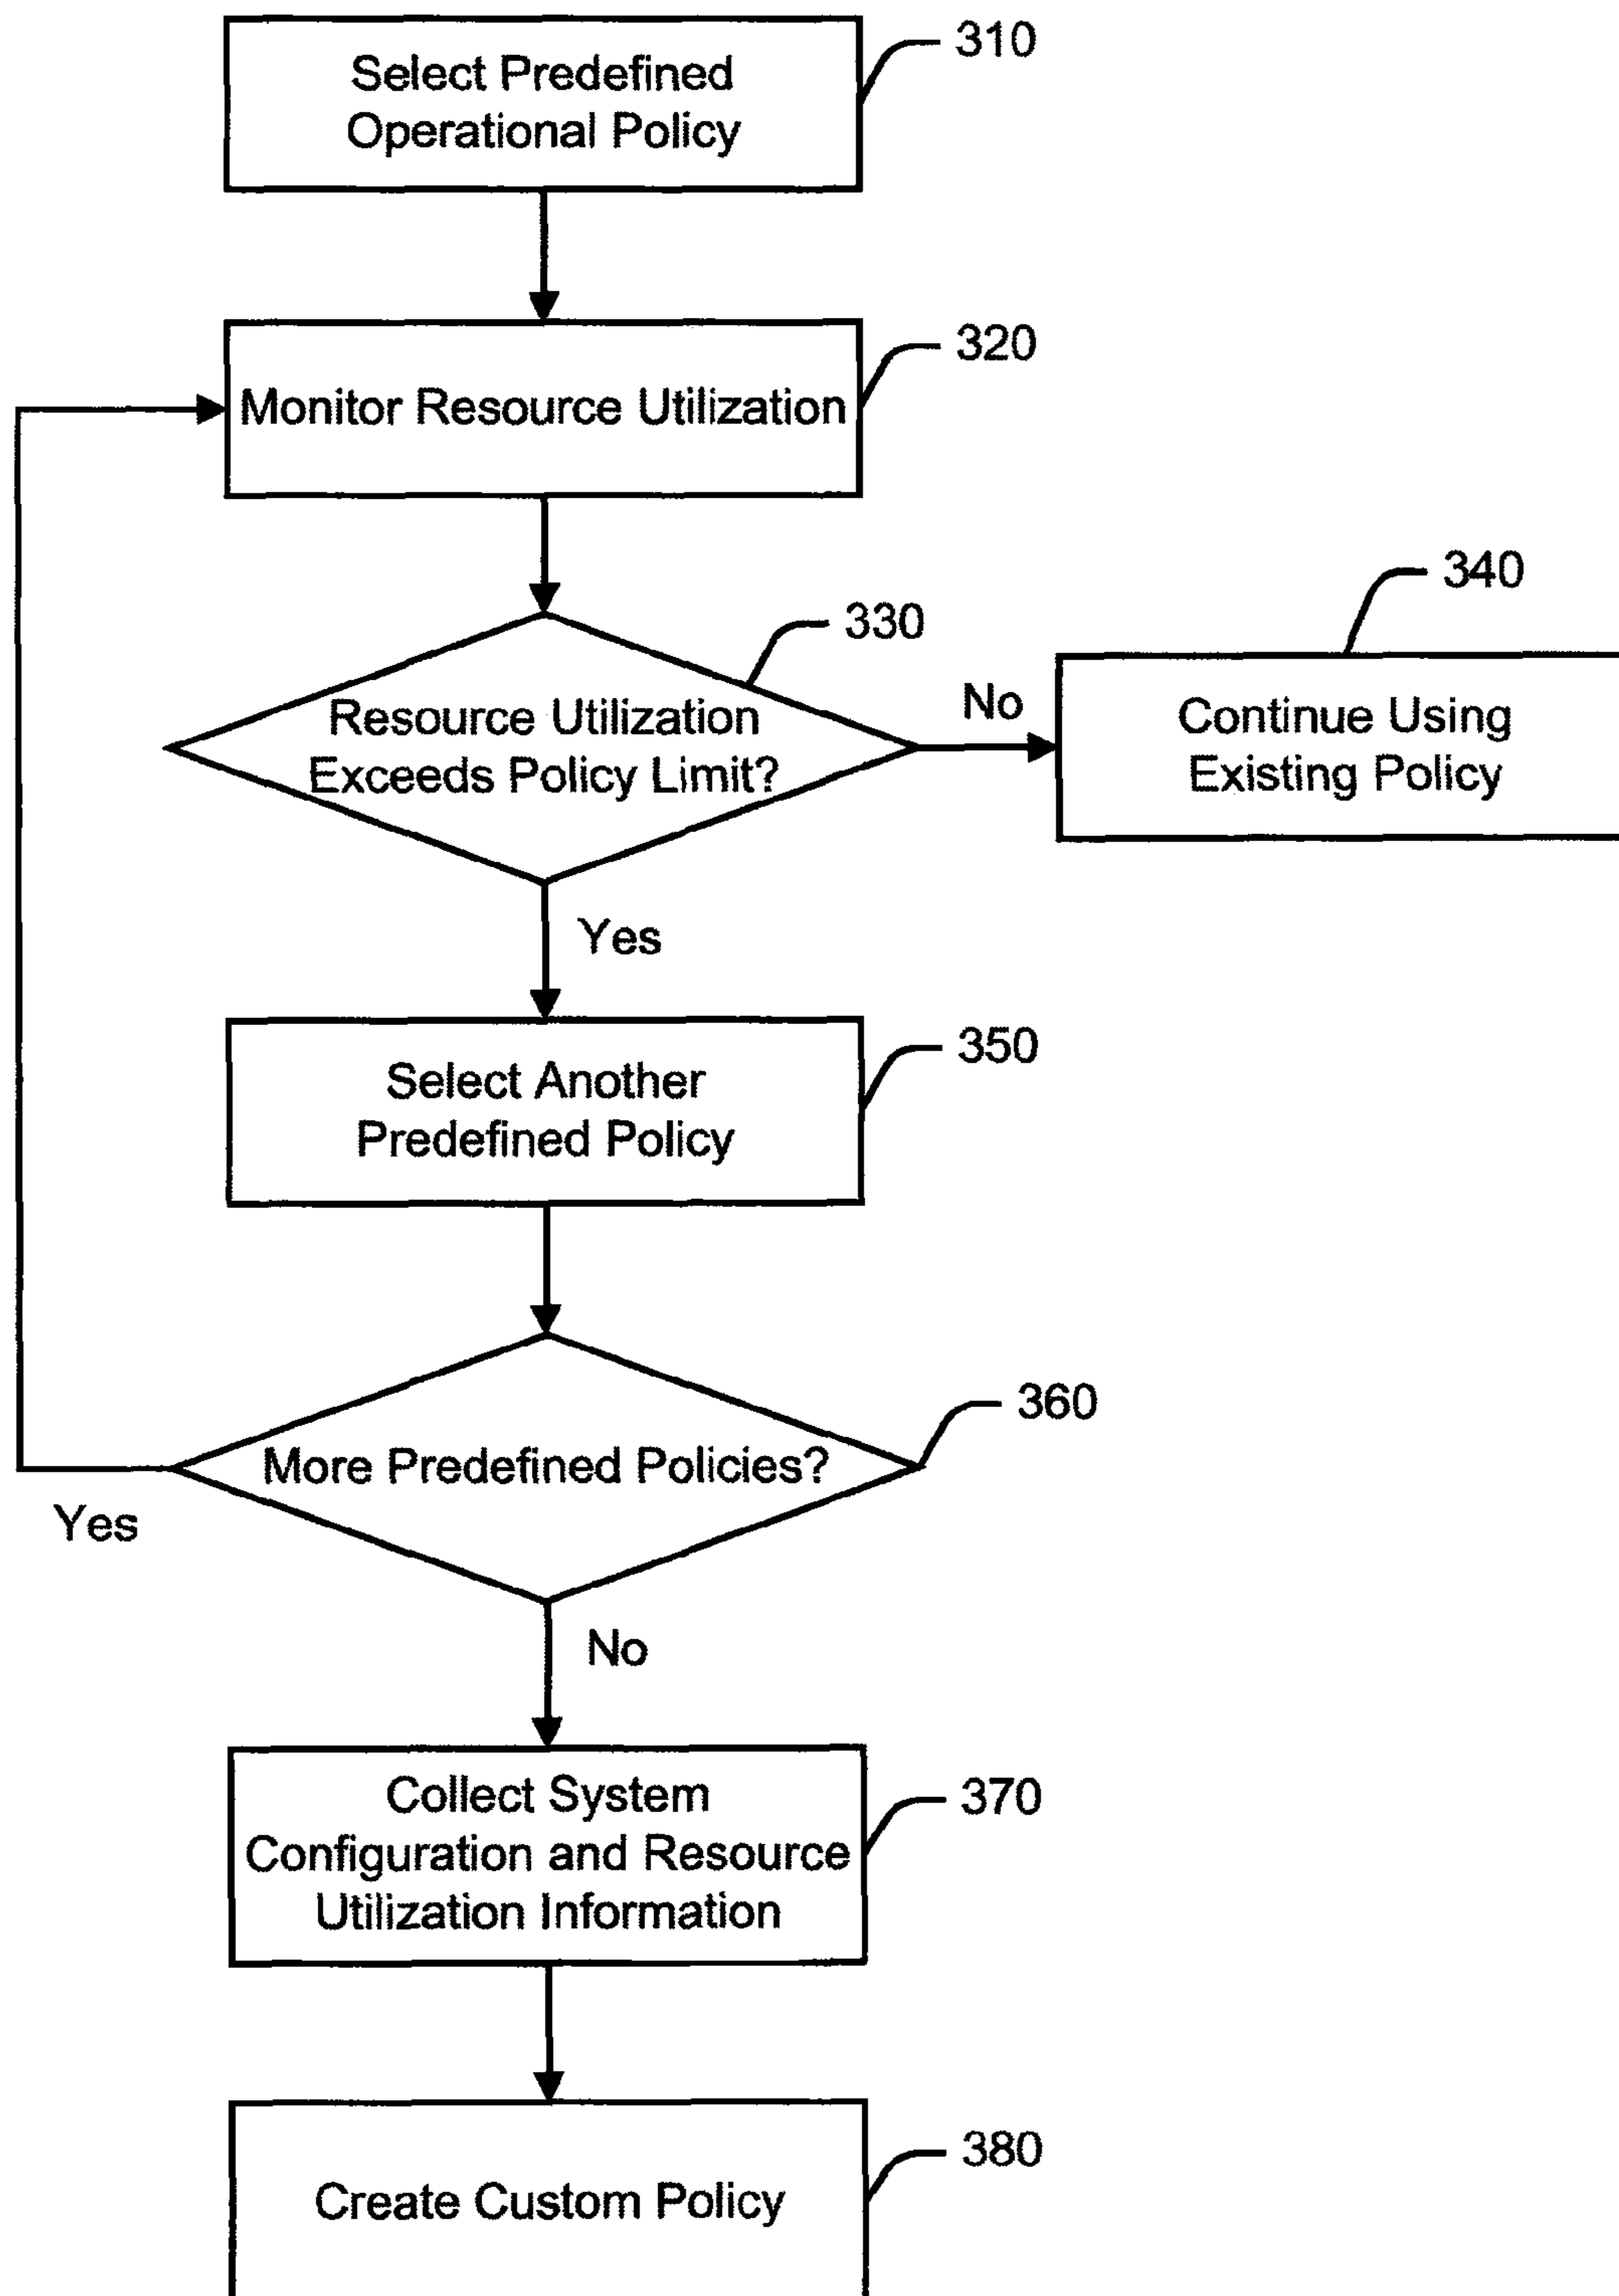 310
Select Predefined
Operational Policy
320
Monitor Resource Utilization
340
330
Resource Utilization
Exceeds Policy Limit?
No
Continue Using
Existing Policy
Yes
350
Select Another
Predefined Policy
360
More Predefined Policies?
Yes
No
370
Collect System
Configuration and Resource
Utilization Information
380
Create Custom Policy